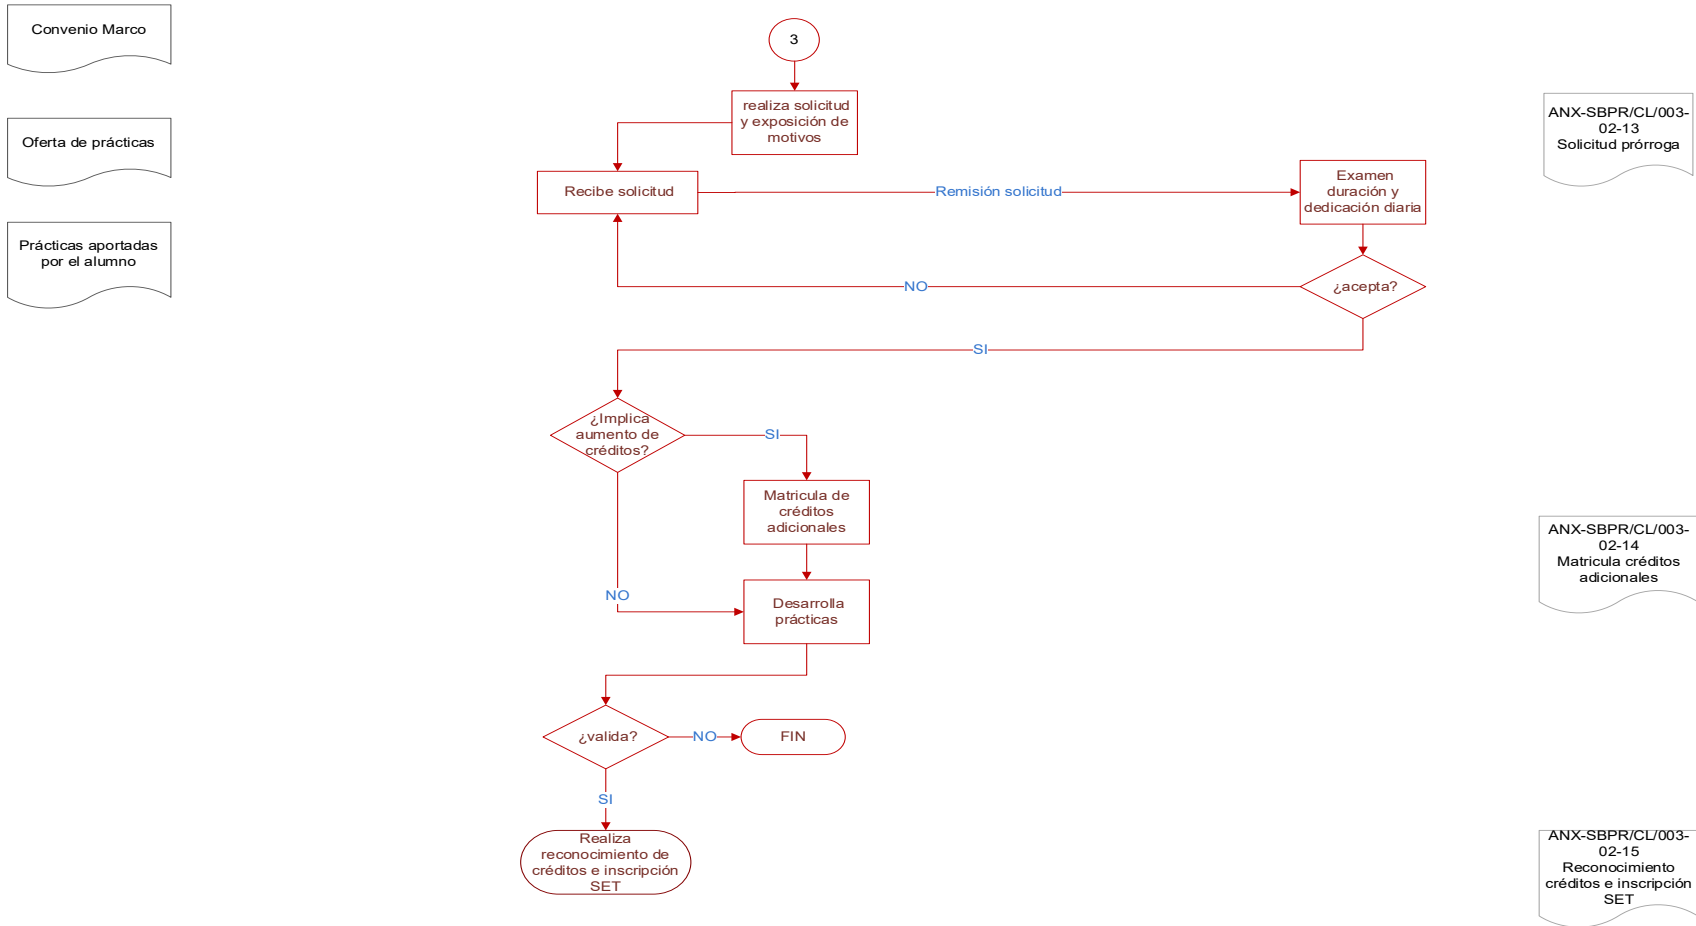 Convenio Marco
3
realiza solicitud
y exposición de
motivos
ANX-SBPR/CL/003-
02-13
Solicitud prórroga
Oferta de prácticas
Recibe solicitud
Remisión solicitud
Examen
duración y
dedicación diaria
Prácticas aportadas
por el alumno
NO
¿acepta?
SI
¿Implica
aumento de
créditos?
SI
Matricula de
créditos
adicionales
ANX-SBPR/CL/003-
02-14
Matricula créditos
adicionales
NO
Desarrolla
prácticas
¿valida?
NO
FIN
SI
Realiza
reconocimiento de
créditos e inscripción
SET
ANX-SBPR/CL/003-
02-15
Reconocimiento
créditos e inscripción
SET